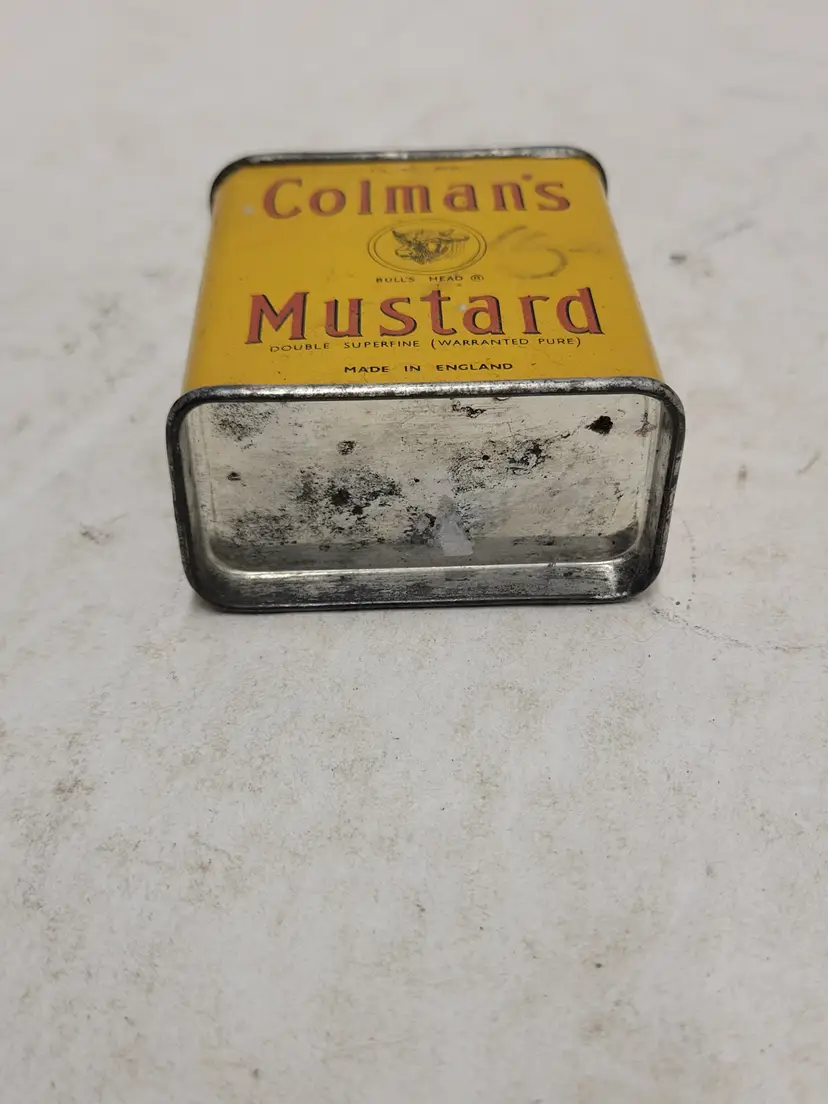 Colman's
BULL'S HEAD ®
Mustard
DOUBLE SUPERFINE (WARRANTED PURE)
MADE IN ENGLAND